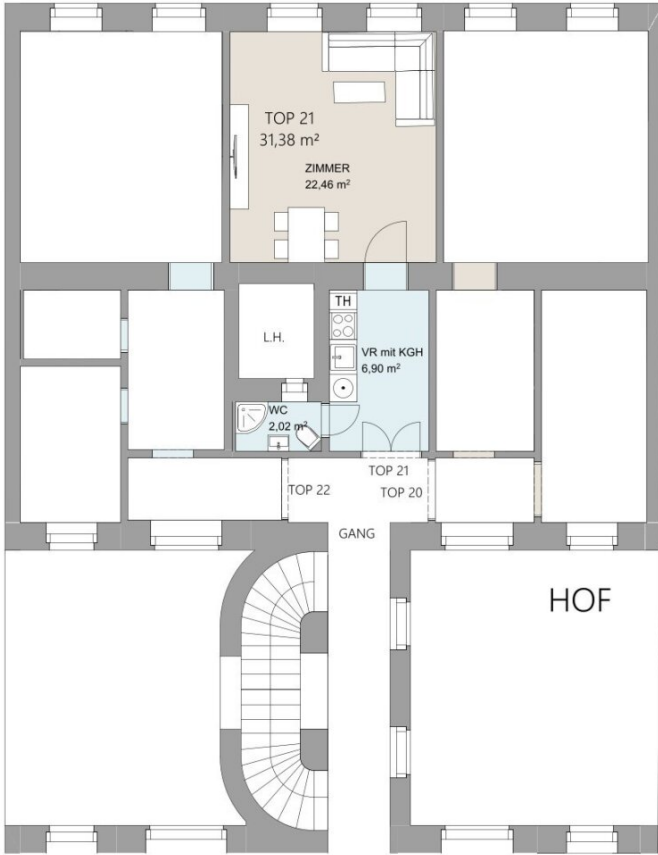 TOP 21
31,38 m²
ZIMMER
22,46 m²
TH
L.H.
VR mit KGH
6,90 m²
WC
2,02 m²
TOP 21
TOP 22
TOP 20
GANG
HOF